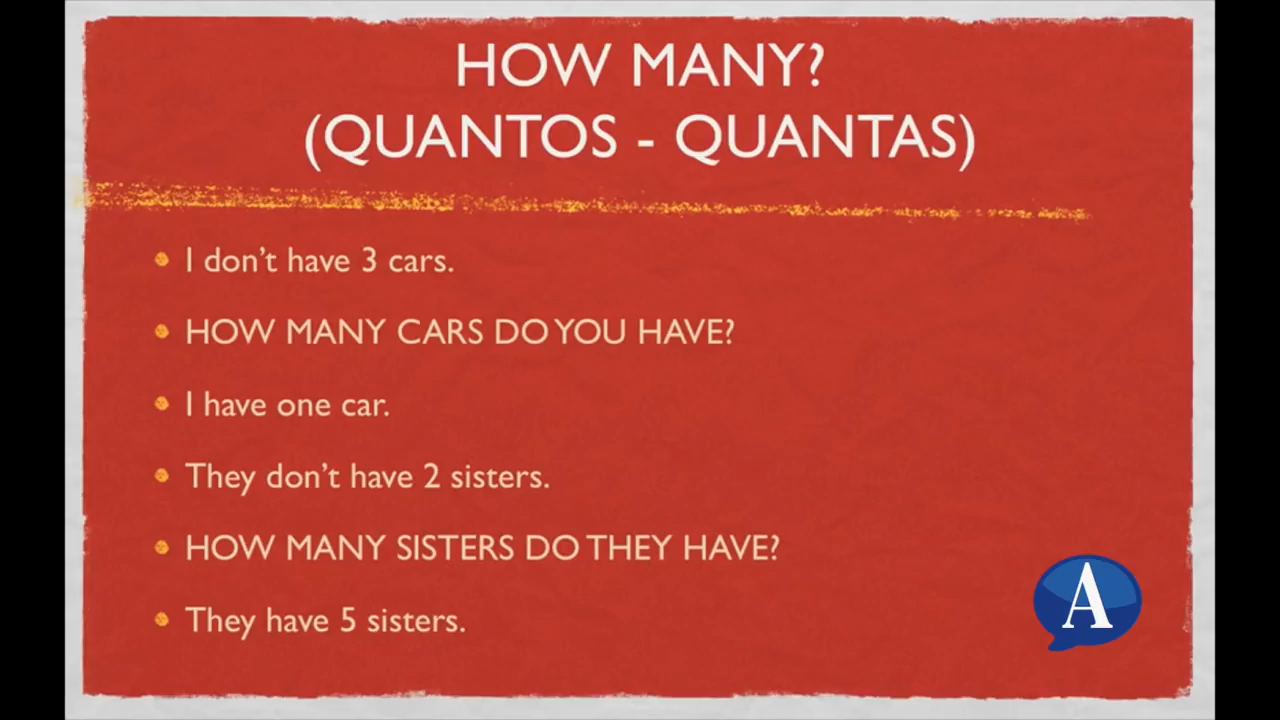 HOW MANY?
(QUANTOS - QUANTAS)
I don't have 3 cars.
HOW MANY CARS DO YOU HAVE?
I have one car.
They don't have 2 sisters.
HOW MANY SISTERS DO THEY HAVE?
They have 5 sisters.
A